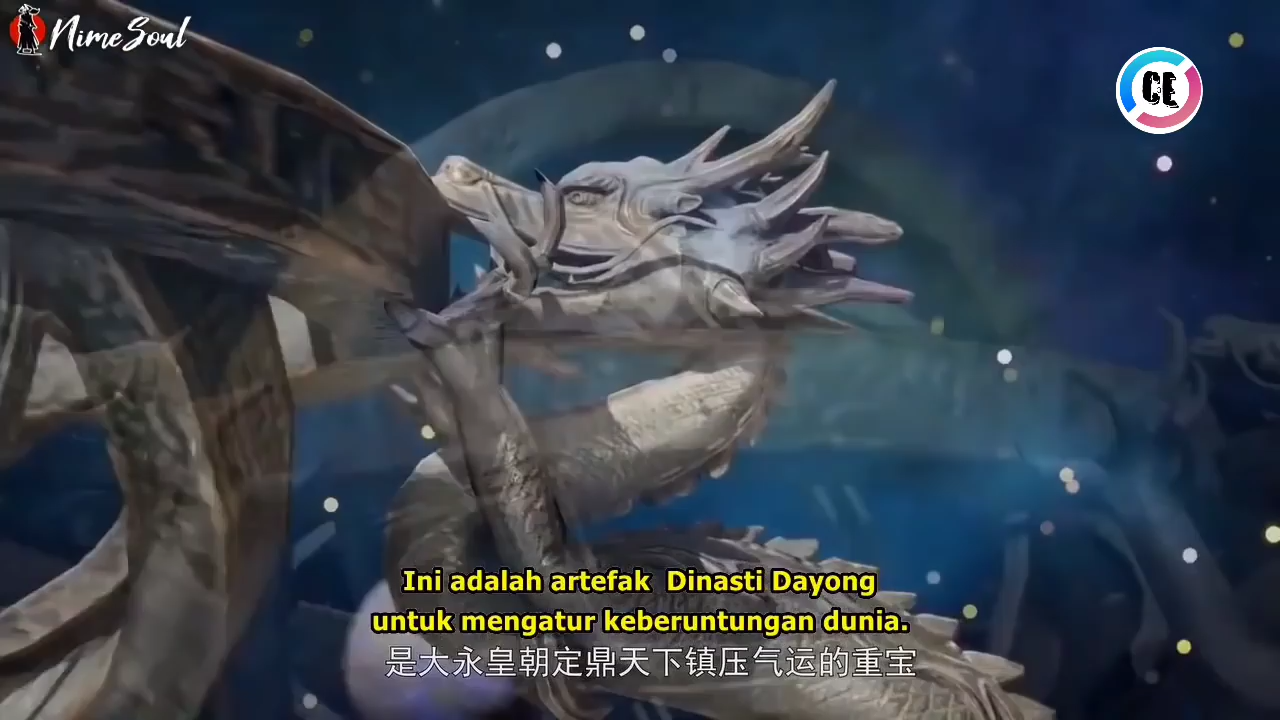 NimeSoul
CE
Ini adalah artefak Dinasti Dayong
untuk mengatur keberuntungan dunia.
是大永皇朝定鼎天下镇压气运的重宝